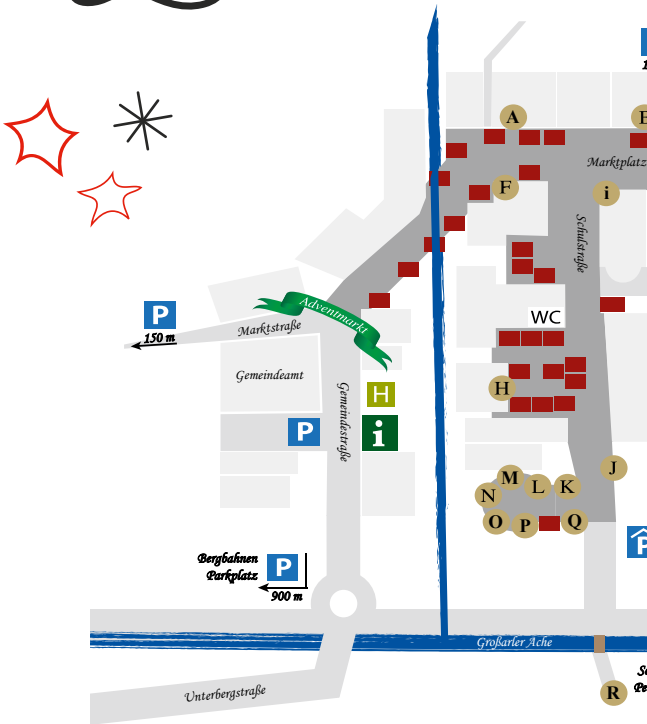 A
Marktplatz
F
i
Schulstraße
Adventmarkt
P
150 m
WC
Marktstraße
Gemeindeamt
H
H
Gemeindestraße
P
i
J
M
L
K
N
O
P
Q
P
Bergbahnen
Parkplatz
P
900 m
Großarler Ache
Unterbergstraße
R